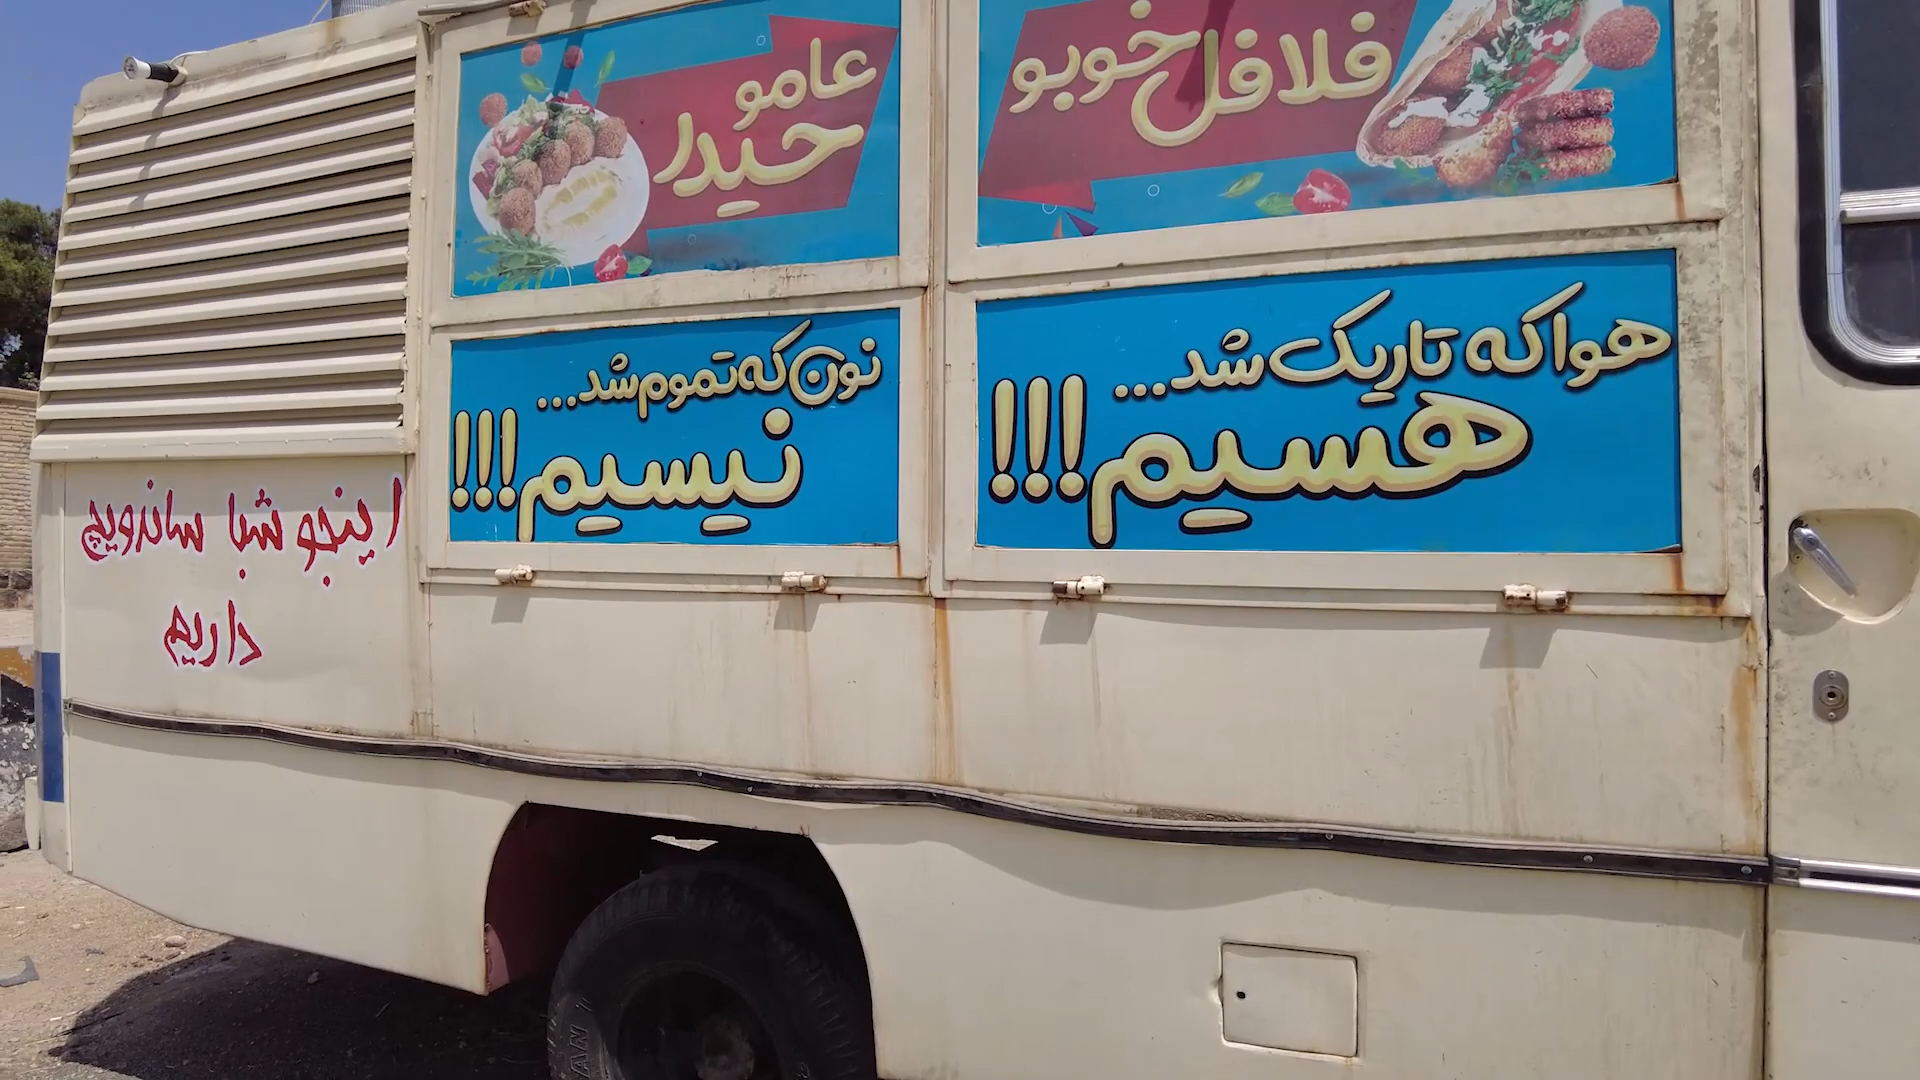 فلافل خوبو
عامو
حیدر
هوا که تاریک شد...
هسیم!!!
نون که تموم شد...
نیسیم!!!
اینجو شبا ساندویچ
داریم